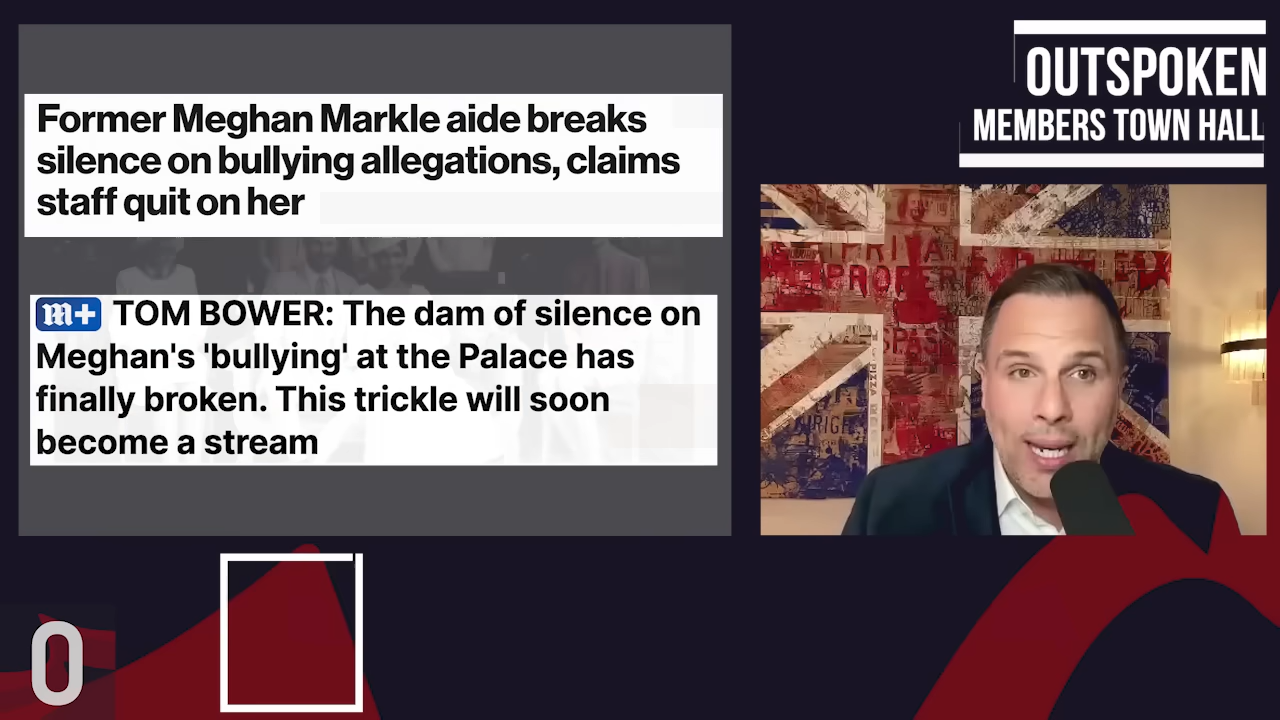 Former Meghan Markle aide breaks
silence on bullying allegations, claims
staff quit on her
m+ TOM BOWER: The dam of silence on
Meghan's 'bullying' at the Palace has
finally broken. This trickle will soon
become a stream
OUTSPOKEN
MEMBERS TOWN HALL
PIZZA
O